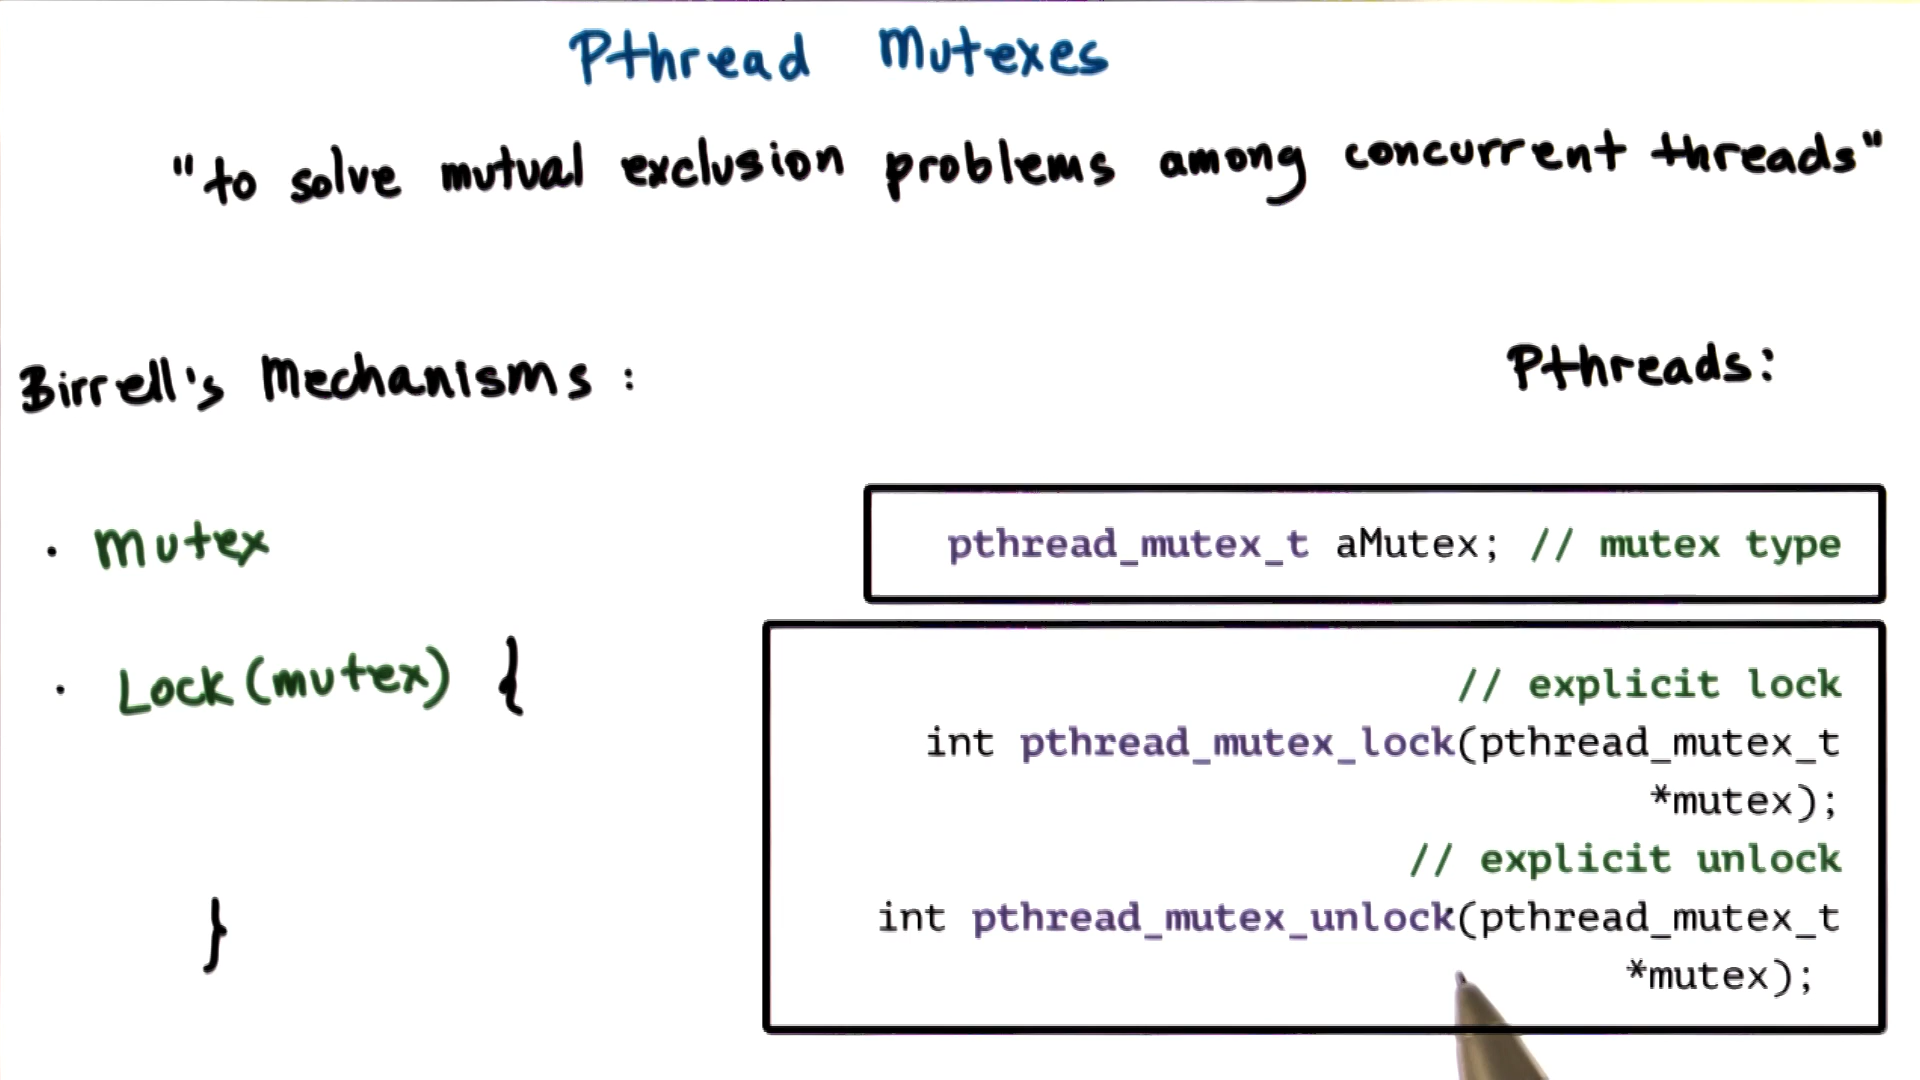 Pthread Mutexes
"to solve mutual exclusion problems among concurrent threads"
Birrell's Mechanisms:
Pthreads:
• Mutex
pthread_mutex_t aMutex; // mutex type
• Lock (mutex) {
}
// explicit lock
int pthread_mutex_lock(pthread_mutex_t
*mutex);
// explicit unlock
int pthread_mutex_unlock(pthread_mutex_t
*mutex);